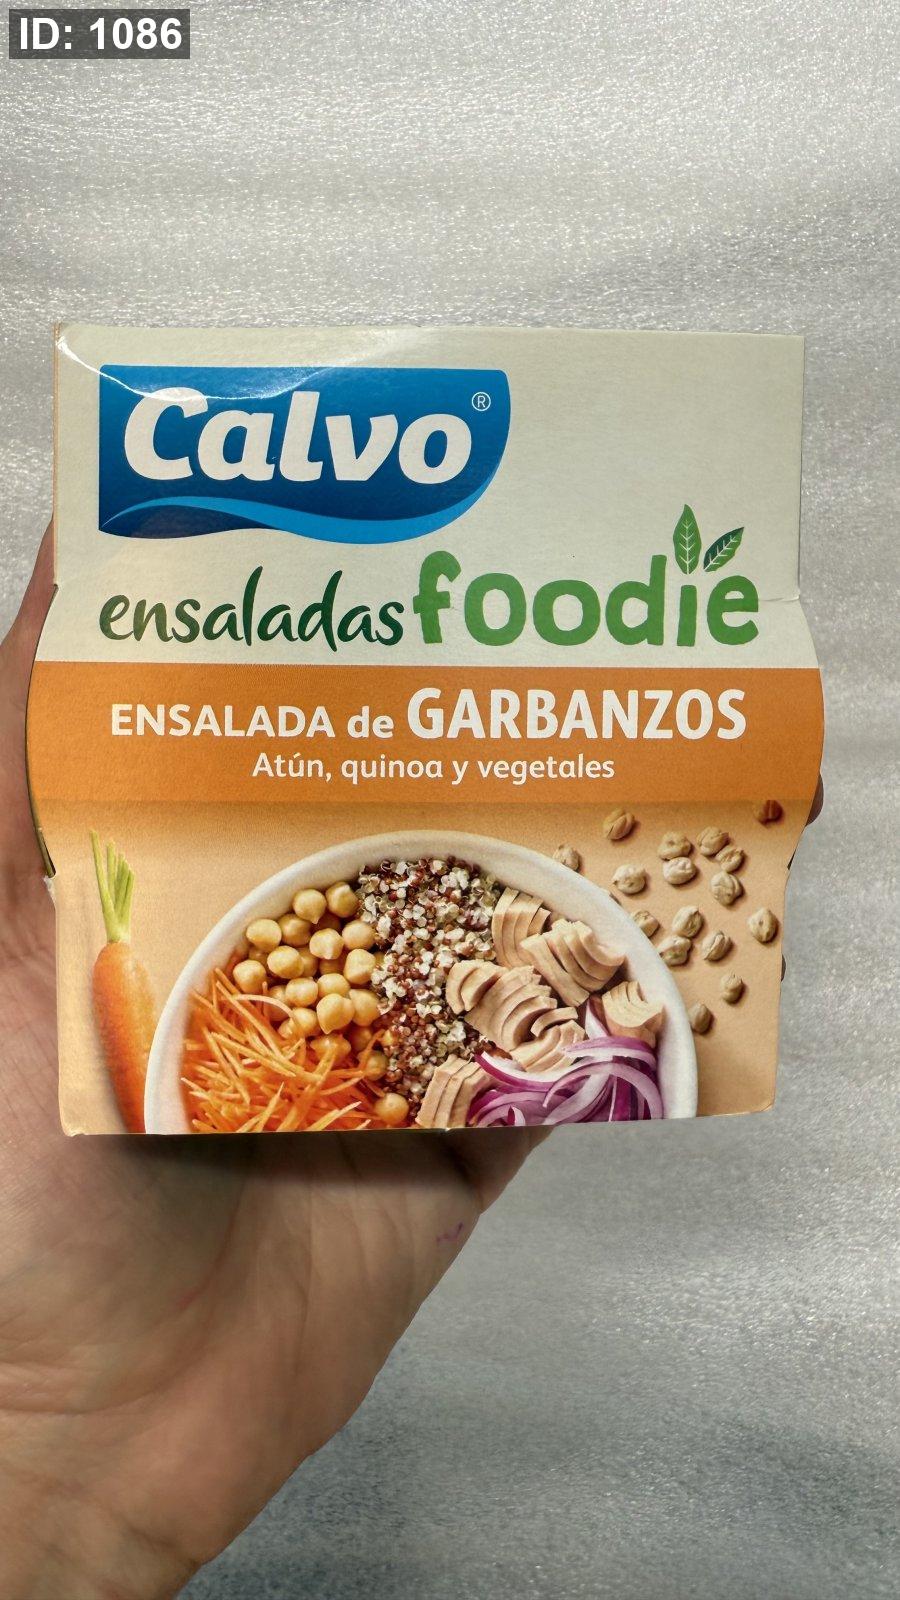 ID: 1086
Calvo®
ensaladas foodie
ENSALADA de GARBANZOS
Atún, quinoa y vegetales